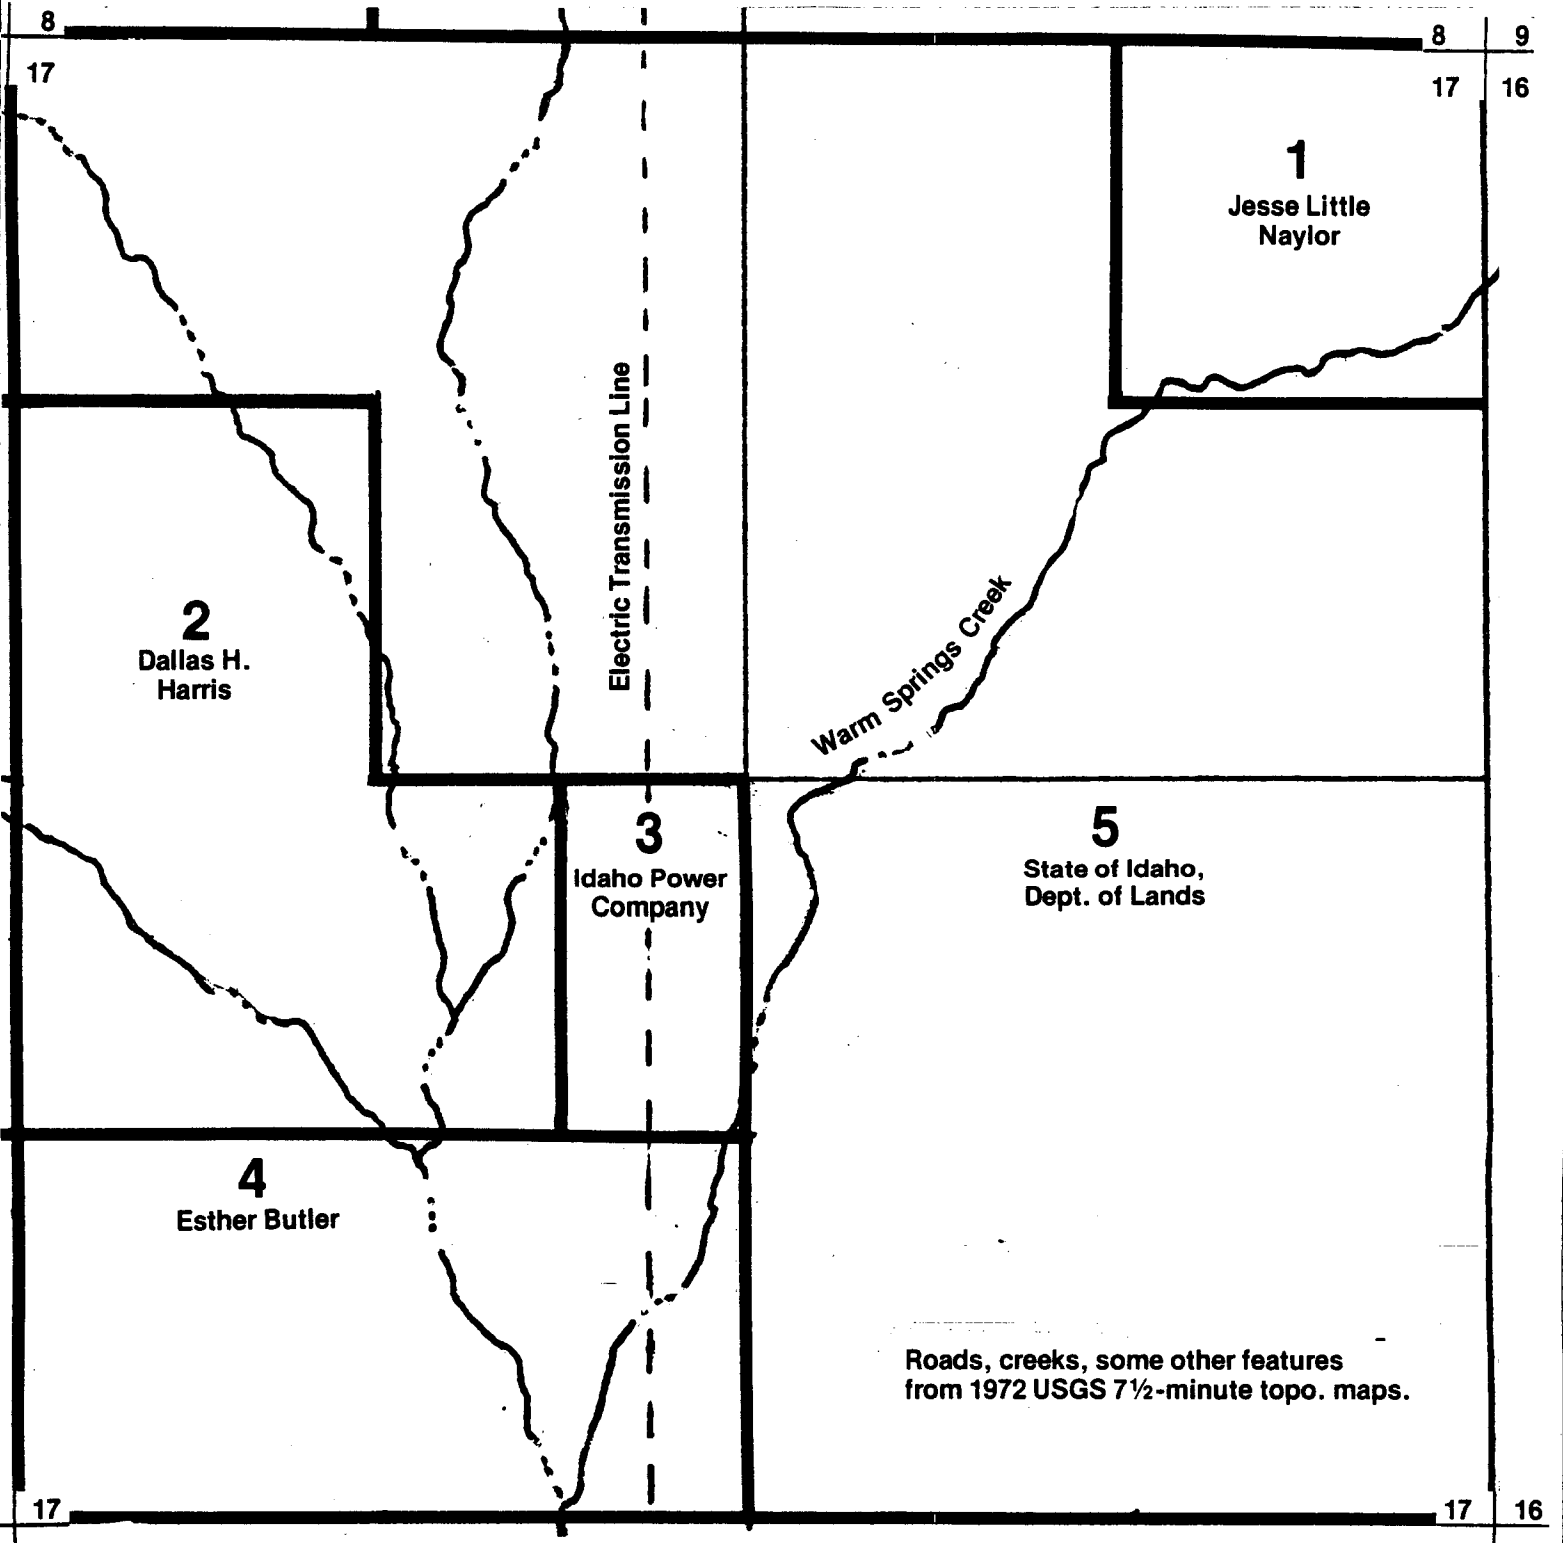 8
8
9
17
17
16
1
Jesse Little
Naylor
Electric Transmission Line
2
Dallas H.
Harris
Warm Springs Creek
3
Idaho Power
Company
5
State of Idaho,
Dept. of Lands
4
Esther Butler
Roads, creeks, some other features
from 1972 USGS 7½-minute topo. maps.
17
17
16